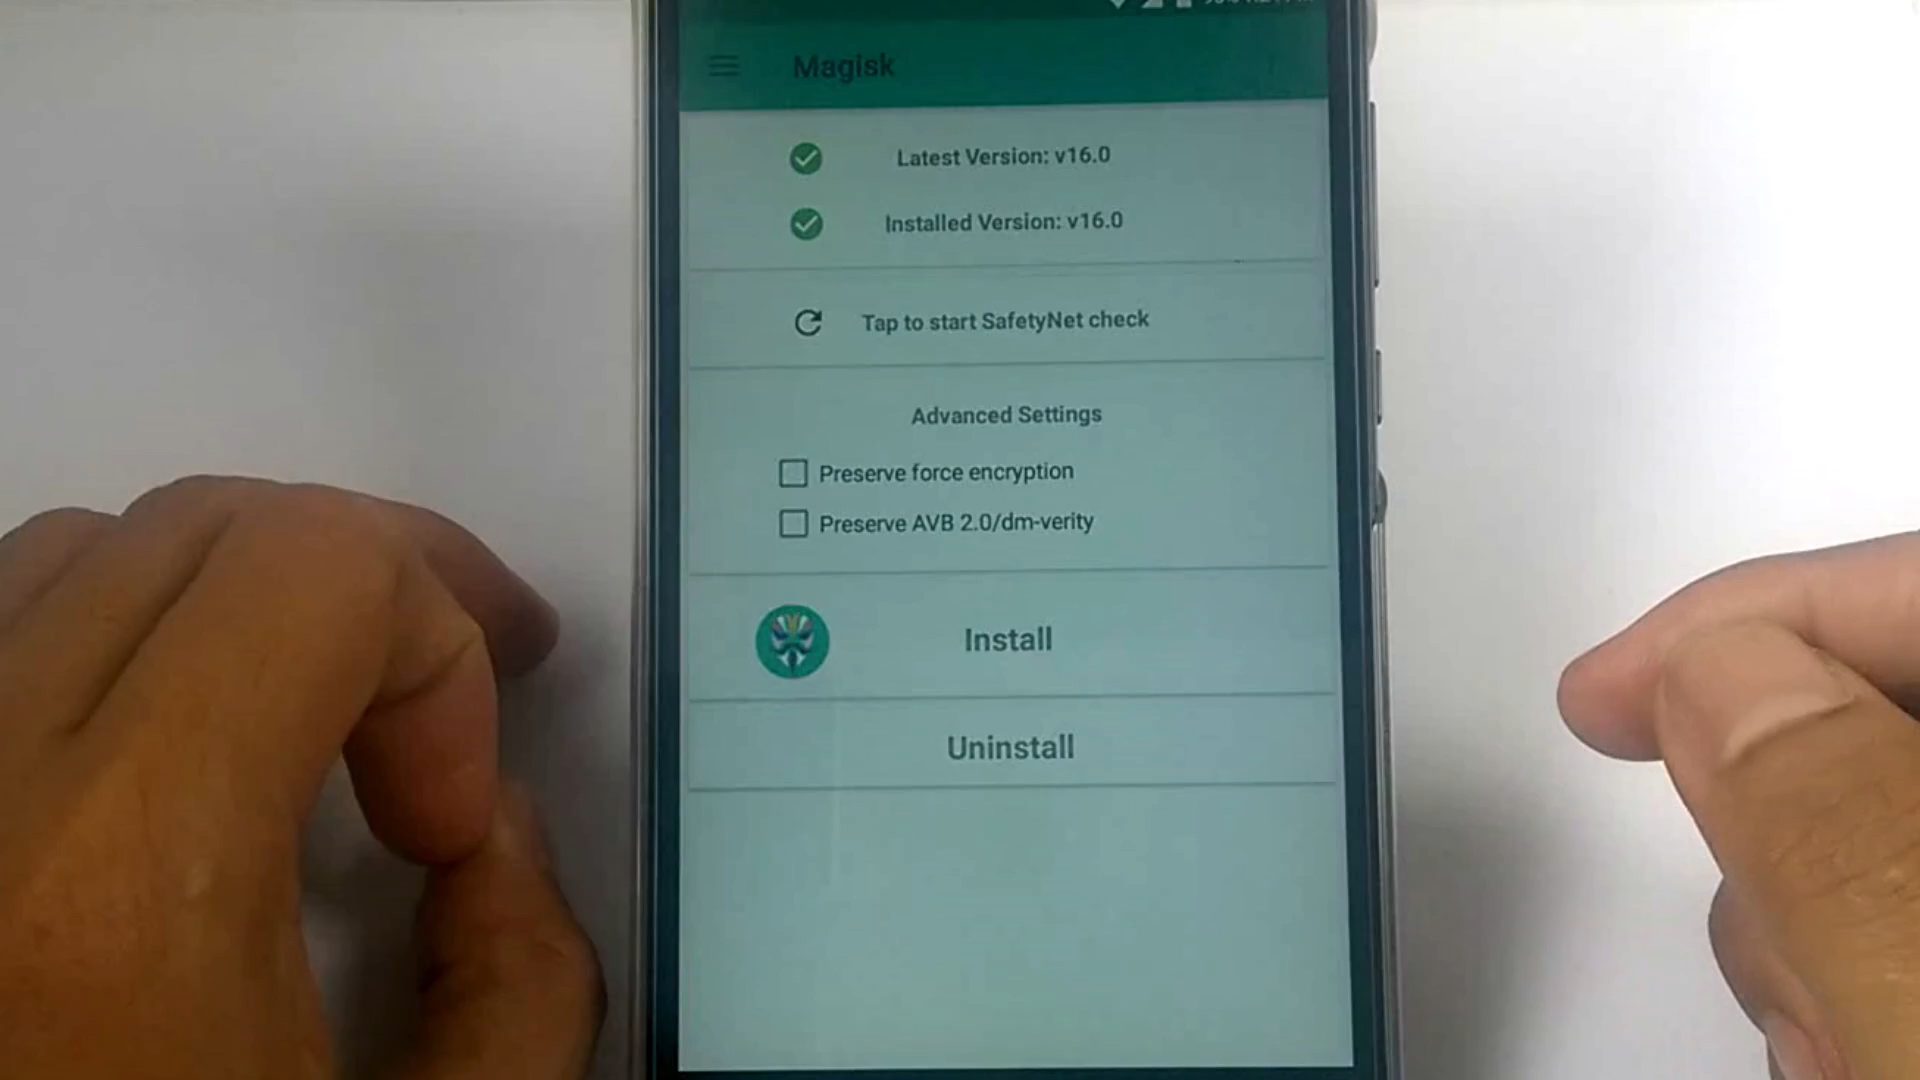 Magisk
Latest Version: v16.0
Installed Version: v16.0
Tap to start SafetyNet check
Advanced Settings
Preserve force encryption
Preserve AVB 2.0/dm-verity
Install
Uninstall